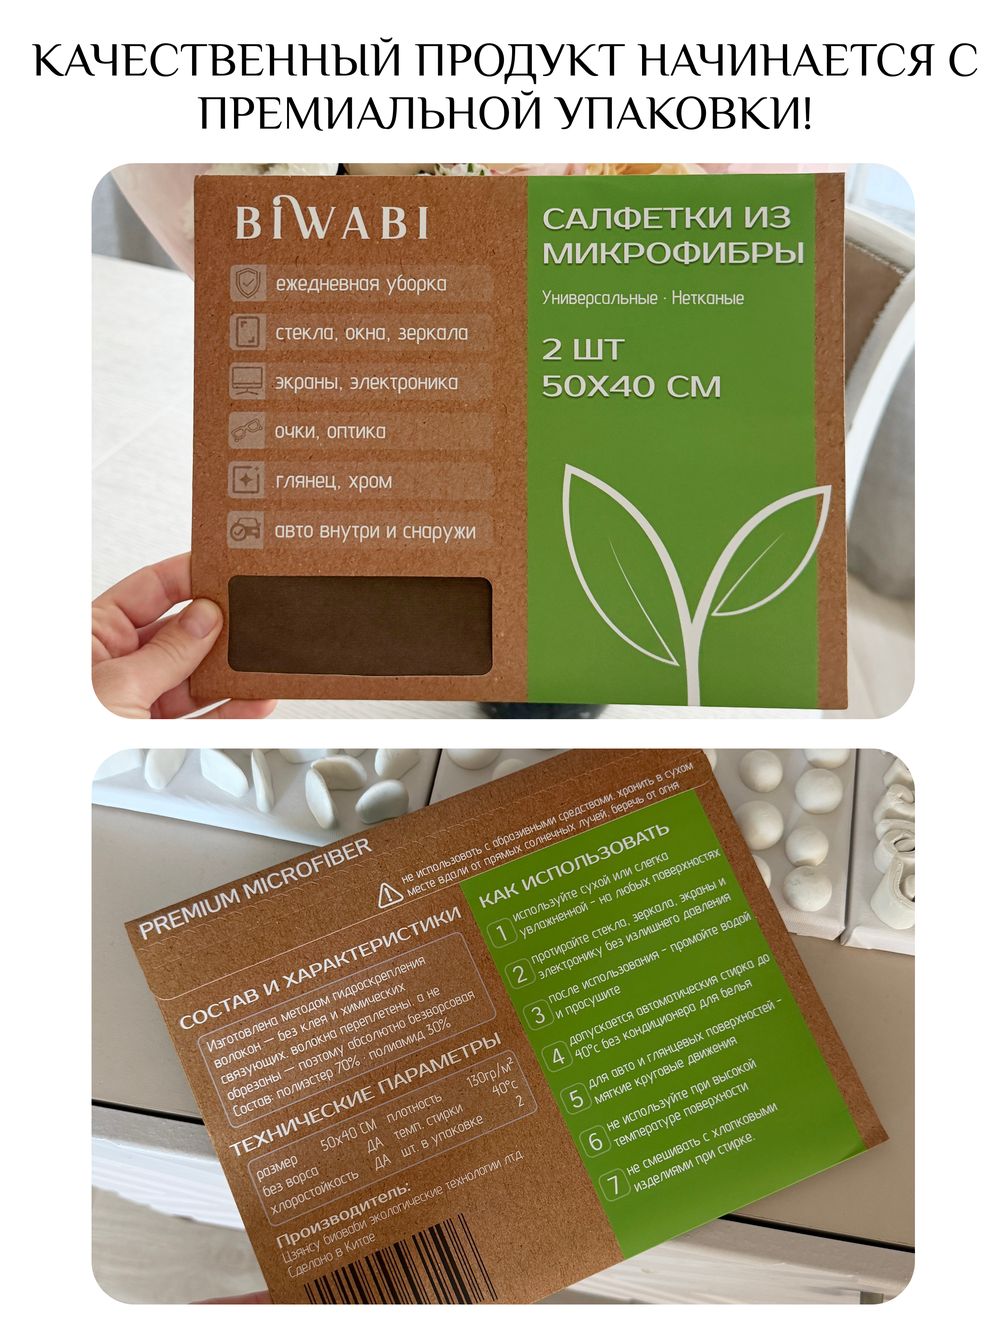 КАЧЕСТВЕННЫЙ ПРОДУКТ НАЧИНАЕТСЯ С
ПРЕМИАЛЬНОЙ УПАКОВКИ!
BIWABI
ежедневная уборка
стекла, окна, зеркала
экраны, электроника
очки, оптика
глянец, хром
авто внутри и снаружи
САЛФЕТКИ ИЗ
МИКРОФИБРЫ
Универсальные · Нетканые
2 ШТ
50X40 СМ
PREMIUM MICROFIBER
не использовать с абразивными средствами. хранить в сухом
месте вдали от прямых солнечных лучей, беречь от огня
СОСТАВ И ХАРАКТЕРИСТИКИ
Изготовлена методом гидроскрепления
волокон — без клея и химических
связующих. волокна переплетены, а не
обрезаны — поэтому абсолютно безворсовая
Состав: полиэстер 70% · полиамид 30%
ТЕХНИЧЕСКИЕ ПАРАМЕТРЫ
размер 50х40 СМ плотность 130гр/м²
без ворса ДА темп. стирки 40°с
хлоростойкость ДА шт. в упаковке 2
Производитель:
Цзянсу биоваби экологические технологии лтд
Сделано в Китае
КАК ИСПОЛЬЗОВАТЬ
1 используйте сухой или слегка
увлажненной – на любых поверхностях
2 протирайте стекла, зеркала, экраны и
электронику без излишнего давления
3 после использования – промойте водой
и просушите
4 допускается автоматическая стирка до
40°с без кондиционера для белья
5 для авто и глянцевых поверхностей –
мягкие круговые движения
6 не используйте при высокой
температуре поверхности
7 не смешивать с хлопковыми
изделиями при стирке.